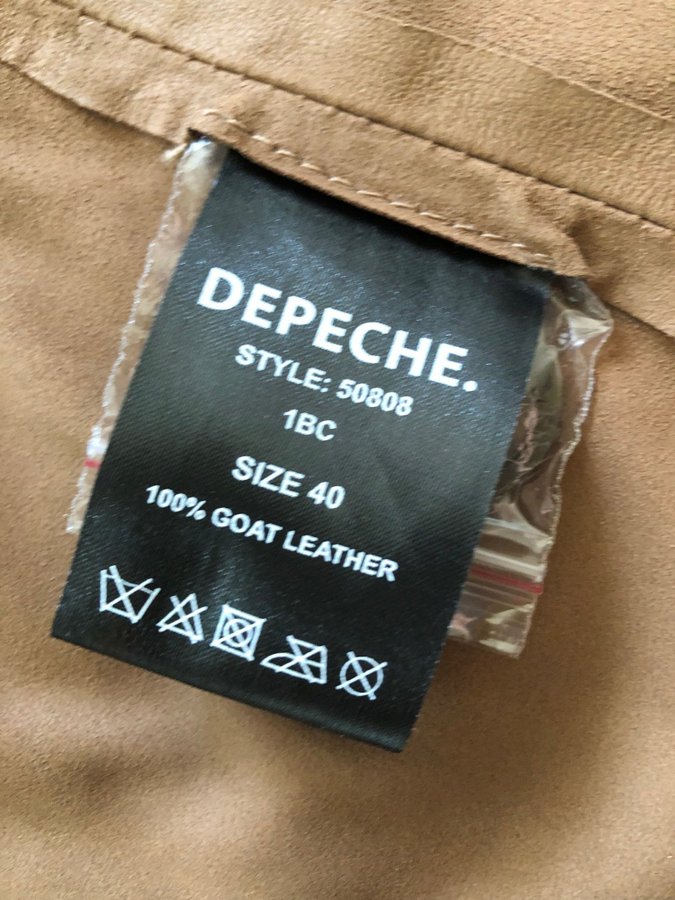 DEPECHE.
STYLE: 50808
1BC
SIZE 40
100% GOAT LEATHER